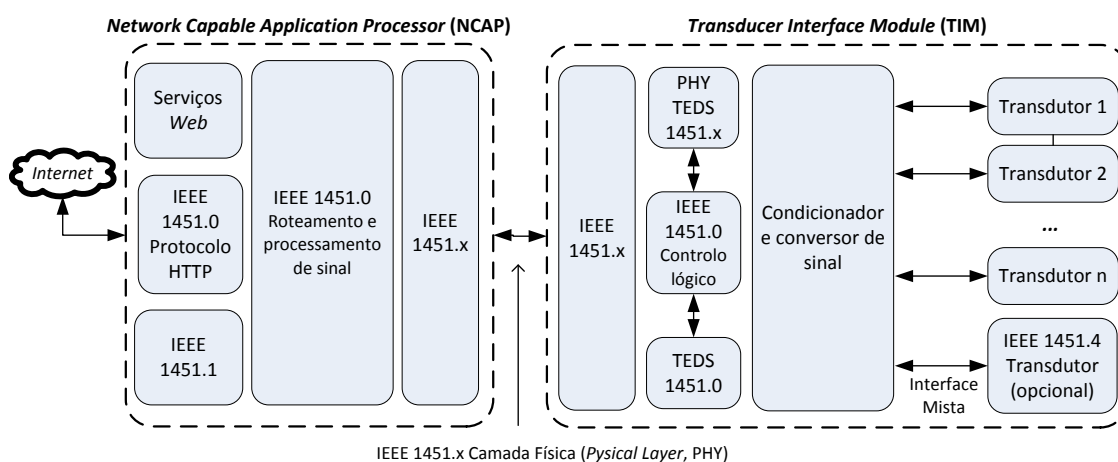 Network Capable Application Processor (NCAP)
Serviços
Web
Internet
IEEE
1451.0
Protocolo
HTTP
IEEE
1451.1
IEEE 1451.0
Roteamento e
processamento
de sinal
IEEE
1451.x
Transducer Interface Module (TIM)
IEEE
1451.x
PHY
TEDS
1451.x
IEEE
1451.0
Controlo
lógico
TEDS
1451.0
Condicionador
e conversor de
sinal
Transdutor 1
Transdutor 2
...
Transdutor n
IEEE 1451.4
Transdutor
(opcional)
Interface
Mista
IEEE 1451.x Camada Física (Pysical Layer, PHY)